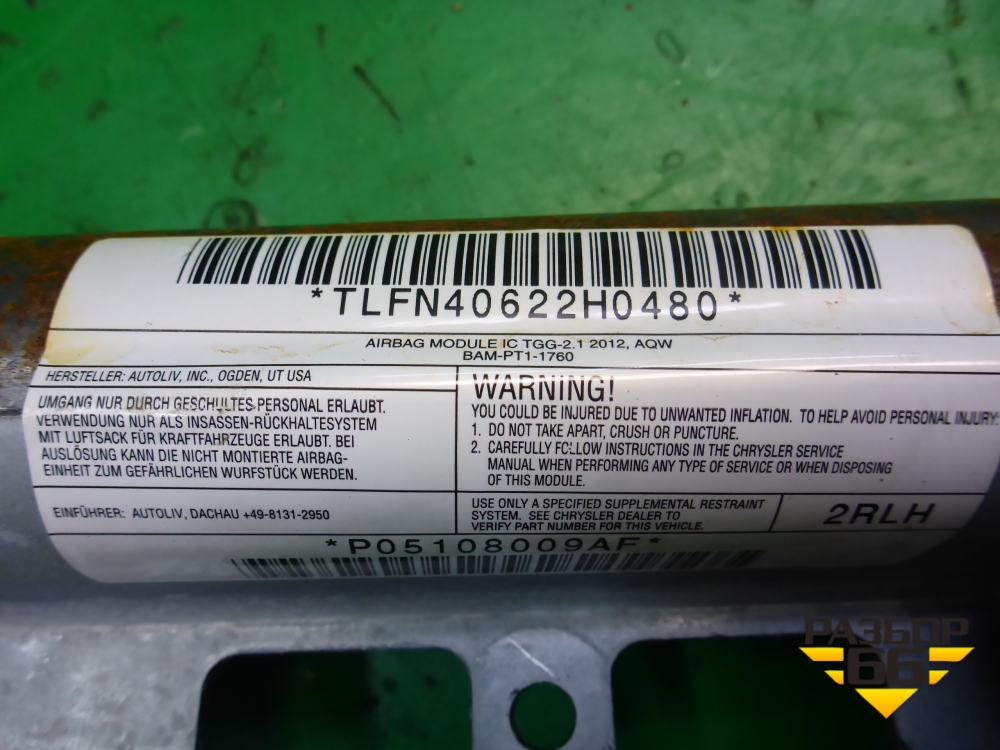 *TLFN40622H0480*
AIRBAG MODULE IC TGG-2.1 2012, AQW
BAM-PT1-1760
HERSTELLER: AUTOLIV, INC., OGDEN, UT USA
UMGANG NUR DURCH GESCHULTES PERSONAL ERLAUBT.
VERWENDUNG NUR ALS INSASSEN-RÜCKHALTESYSTEM
MIT LUFTSACK FÜR KRAFTFAHRZEUGE ERLAUBT. BEI
AUSLÖSUNG KANN DIE NICHT MONTIERTE AIRBAG-
EINHEIT ZUM GEFÄHRLICHEN WURFSTÜCK WERDEN.
EINFÜHRER: AUTOLIV, DACHAU +49-8131-2950
WARNING!
YOU COULD BE INJURED DUE TO UNWANTED INFLATION. TO HELP AVOID PERSONAL INJURY:
1. DO NOT TAKE APART, CRUSH OR PUNCTURE.
2. CAREFULLY FOLLOW INSTRUCTIONS IN THE CHRYSLER SERVICE
MANUAL WHEN PERFORMING ANY TYPE OF SERVICE OR WHEN DISPOSING
OF THIS MODULE.
USE ONLY A SPECIFIED SUPPLEMENTAL RESTRAINT
SYSTEM. SEE CHRYSLER DEALER TO
VERIFY PART NUMBER FOR THIS VEHICLE.
2RLH
*P05108009AF*
РАЗБОР
66